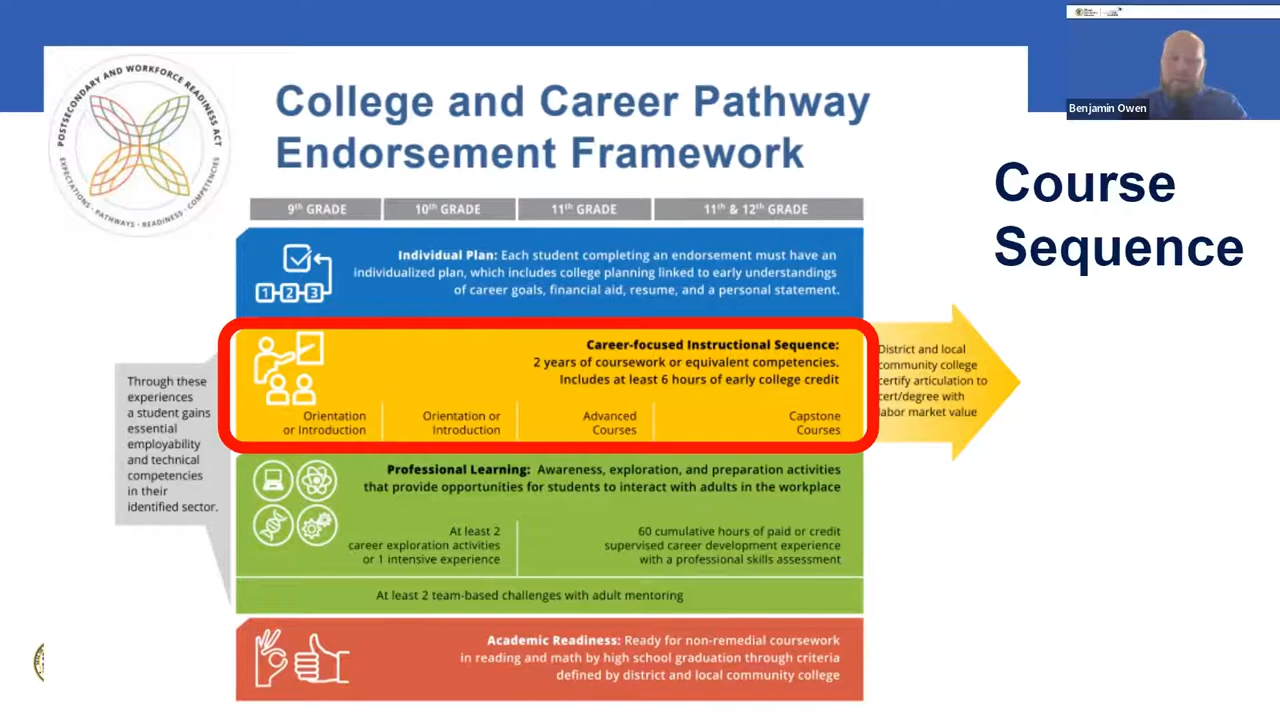 Benjamin Owen
POSTSECONDARY AND WORKFORCE READINESS ACT
EXPECTATIONS - PATHWAYS - READINESS - COMPETENCIES
College and Career Pathway
Endorsement Framework
Course
Sequence
9th GRADE
10th GRADE
11th GRADE
11th & 12th GRADE
Individual Plan: Each student completing an endorsement must have an
individualized plan, which includes college planning linked to early understandings
of career goals, financial aid, resume, and a personal statement.
1 2 3
Career-focused Instructional Sequence:
2 years of coursework or equivalent competencies.
Includes at least 6 hours of early college credit
Orientation
or Introduction
Orientation or
Introduction
Advanced
Courses
Capstone
Courses
District and local
community college
certify articulation to
cert/degree with
labor market value
Through these
experiences
a student gains
essential
employability
and technical
competencies
in their
identified sector.
Professional Learning: Awareness, exploration, and preparation activities
that provide opportunities for students to interact with adults in the workplace
At least 2
career exploration activities
or 1 intensive experience
60 cumulative hours of paid or credit
supervised career development experience
with a professional skills assessment
At least 2 team-based challenges with adult mentoring
Academic Readiness: Ready for non-remedial coursework
in reading and math by high school graduation through criteria
defined by district and local community college